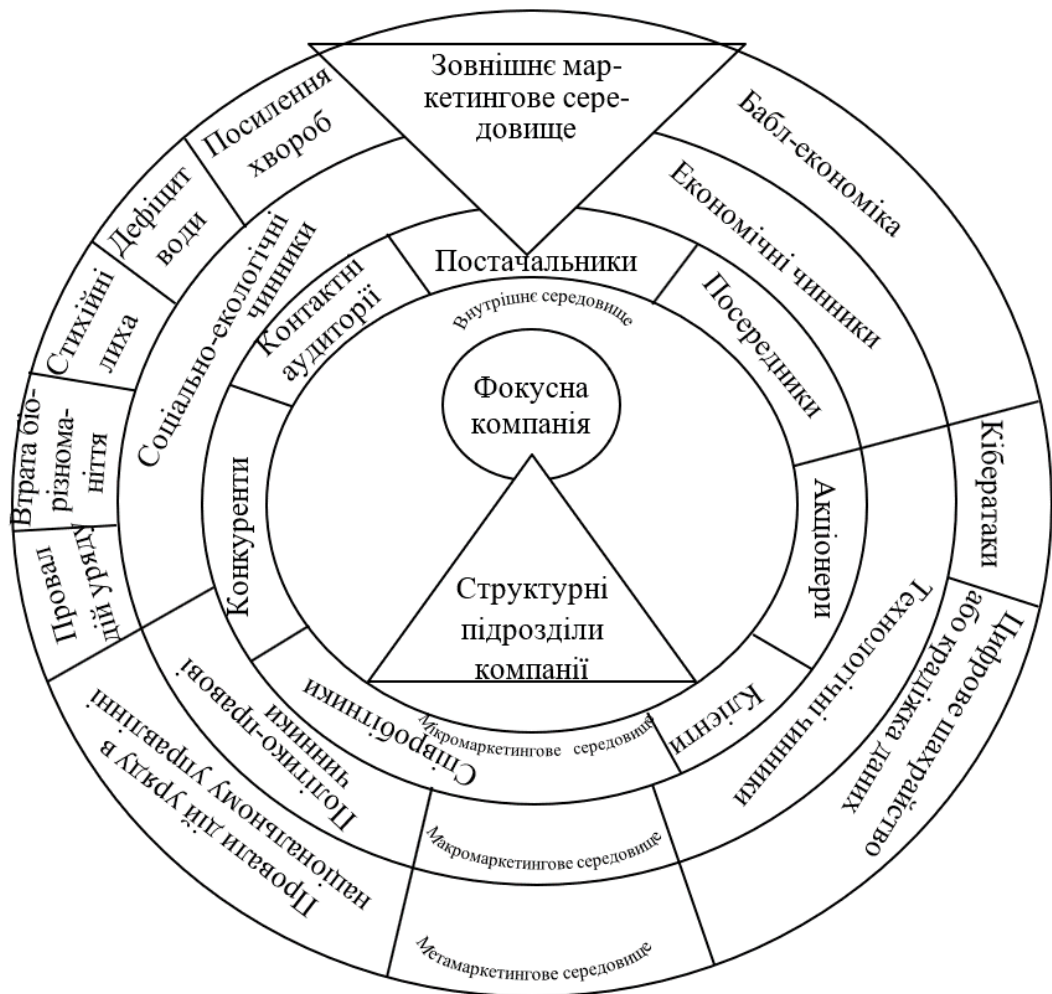 Зовнішнє мар-
кетингове сере-
довище
Посилення
хвороб
Дефіцит
води
Стихійні
лиха
Втрата біо-
різнома-
ніття
Провал
дій уряду
Провали дій уряду в
національному управлінні
Бабл-економіка
Кібератаки
Цифрове шахрайство
або крадіжка даних
Соціально-екологічні
чинники
Економічні чинники
Технологічні чинники
Політико-правові
чинники
Контактні
аудиторії
Постачальники
Посередники
Акціонери
Клієнти
Співробітники
Конкуренти
Внутрішнє середовище
Фокусна
компанія
Структурні
підрозділи
компанії
Мікромаркетингове середовище
Макромаркетингове середовище
Метамаркетингове середовище